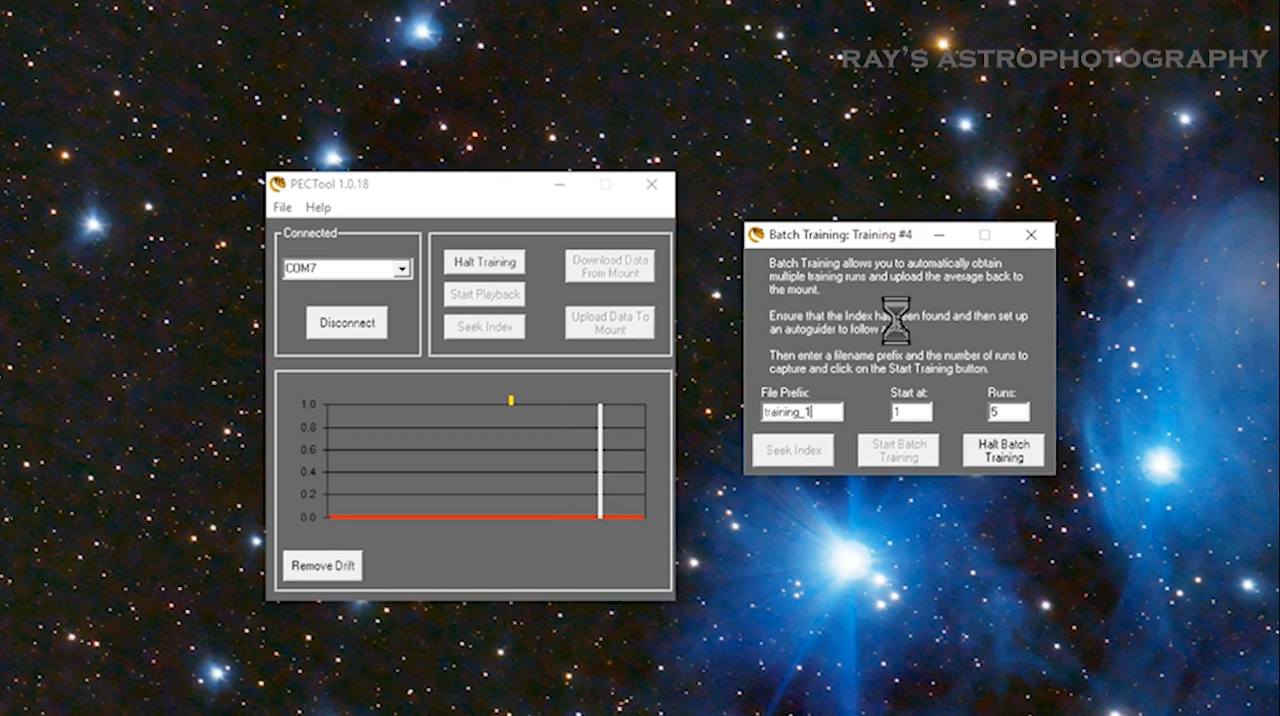 RAY'S ASTROPHOTOGRAPHY
PECTool 1.0.18
File Help
Connected
COM7
Disconnect
Halt Training
Start Playback
Seek Index
Download Data
From Mount
Upload Data To
Mount
1.0
0.8
0.6
0.4
0.2
0.0
Remove Drift
Batch Training: Training #4
Batch Training allows you to automatically obtain
multiple training runs and upload the average back to
the mount.
Ensure that the Index and then set up
an autoguider to follow
Then enter a filename prefix and the number of runs to
capture and click on the Start Training button.
File Prefix: Start at: Runs:
training_1 1 5
Seek Index
Start Batch
Training
Halt Batch
Training